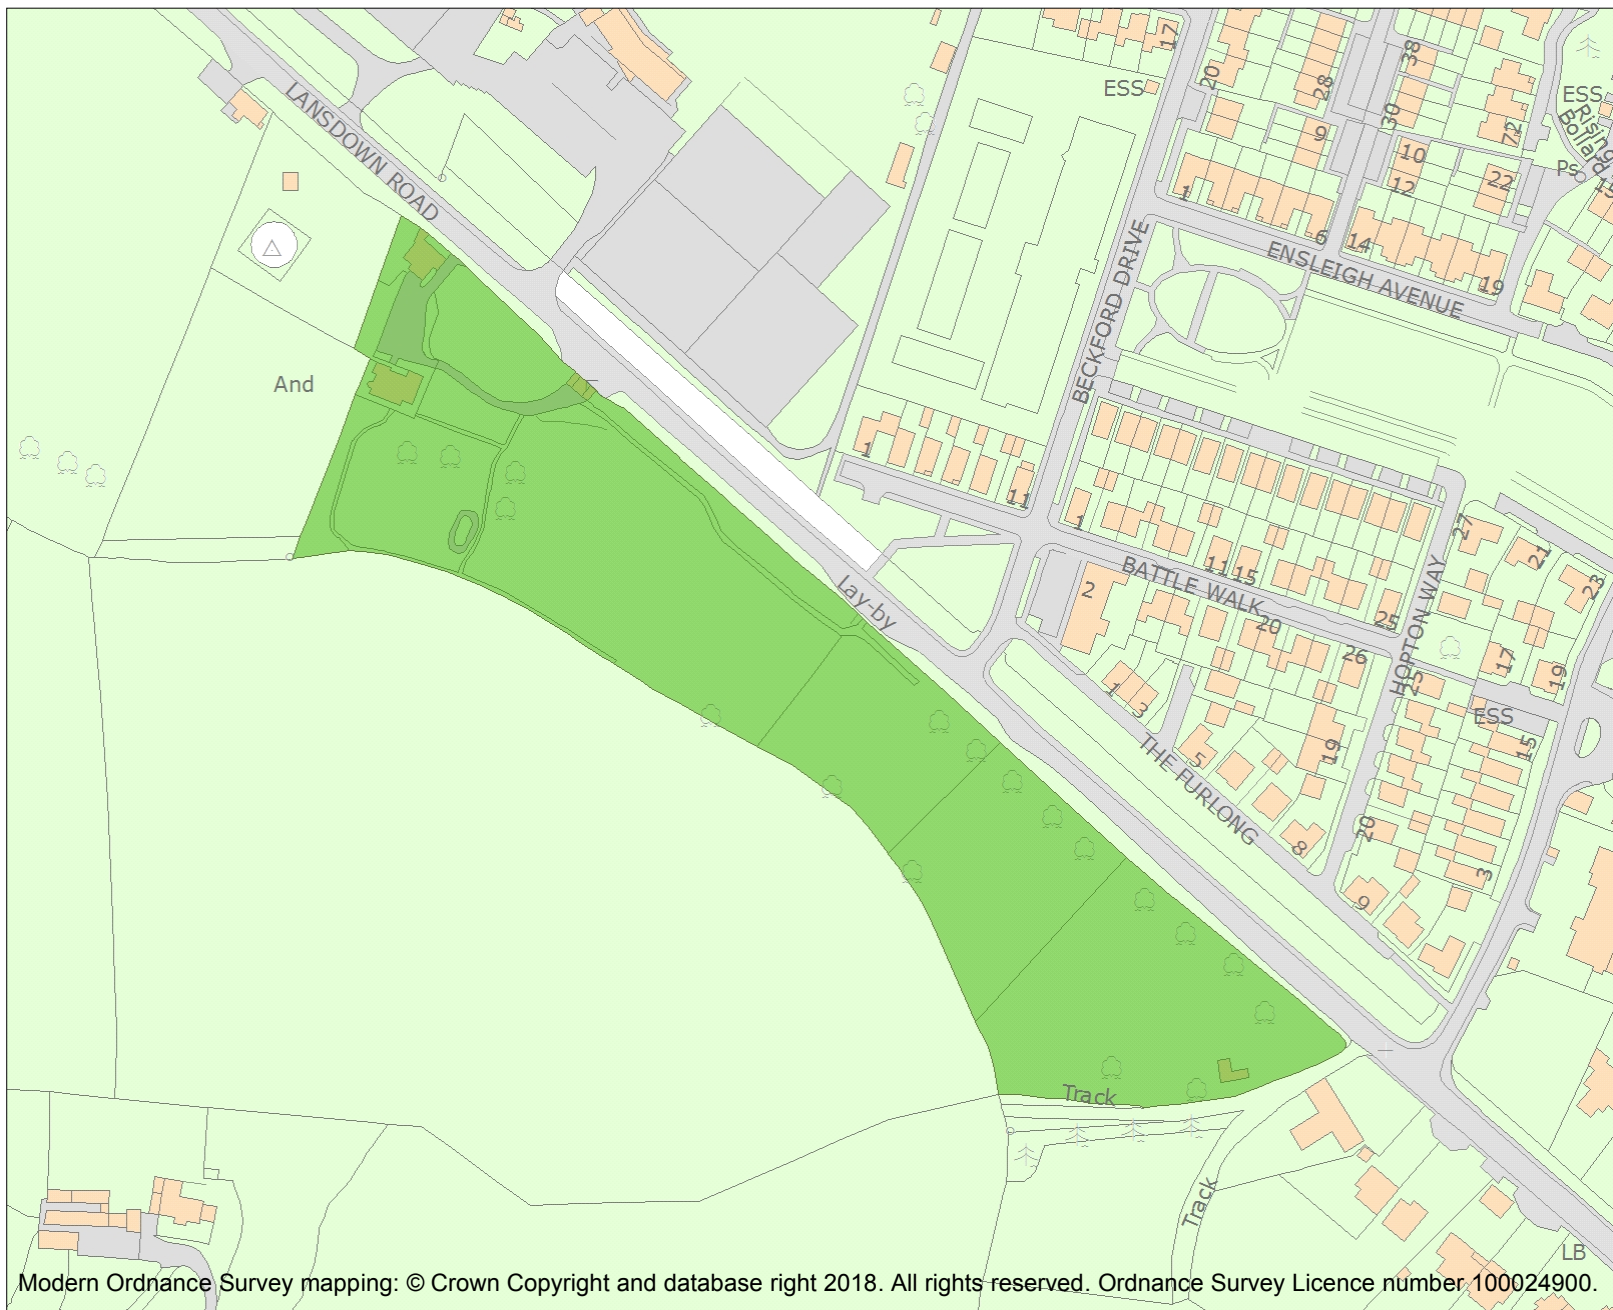 LANSDOWN ROAD
17
20
ESS
28
38
30
9
10
12
72
22
ESS
Rising
Bollard
Ps
15
1
6
14
19
ENSLEIGH AVENUE
BECKFORD DRIVE
And
1
11
1
11
15
25
BATTLE WALK
HOPTON WAY
27
21
23
17
19
25
2
20
26
Lay-by
1
3
5
19
ESS
15
THE FURLONG
20
8
9
3
Track
Track
LB
Modern Ordnance Survey mapping: © Crown Copyright and database right 2018. All rights reserved. Ordnance Survey Licence number 100024900.